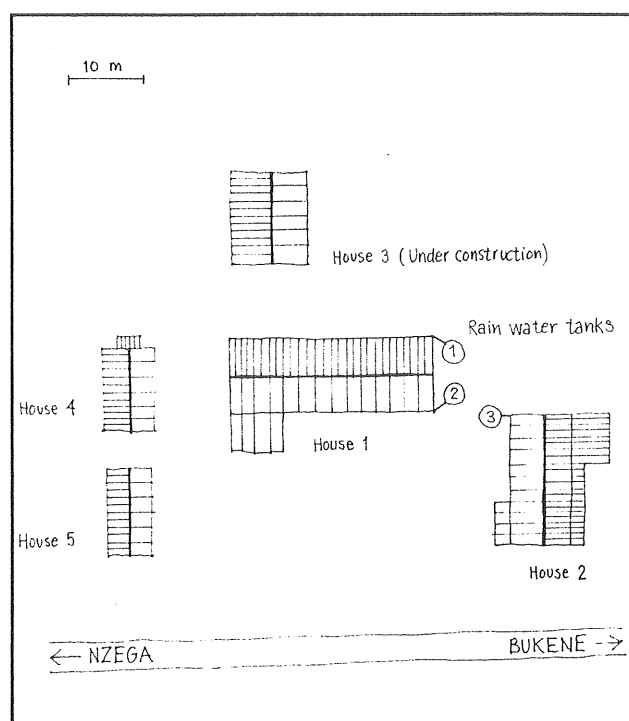 10 m
House 3 (Under construction)
Rain water tanks
1
2
3
House 4
House 1
House 5
House 2
← NZEGA
BUKENE →